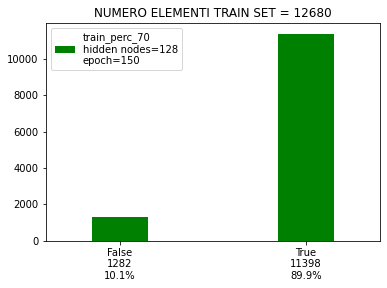 NUMERO ELEMENTI TRAIN SET = 12680
train_perc_70
hidden nodes=128
epoch=150
10000
8000
6000
4000
2000
0
False
1282
10.1%
True
11398
89.9%